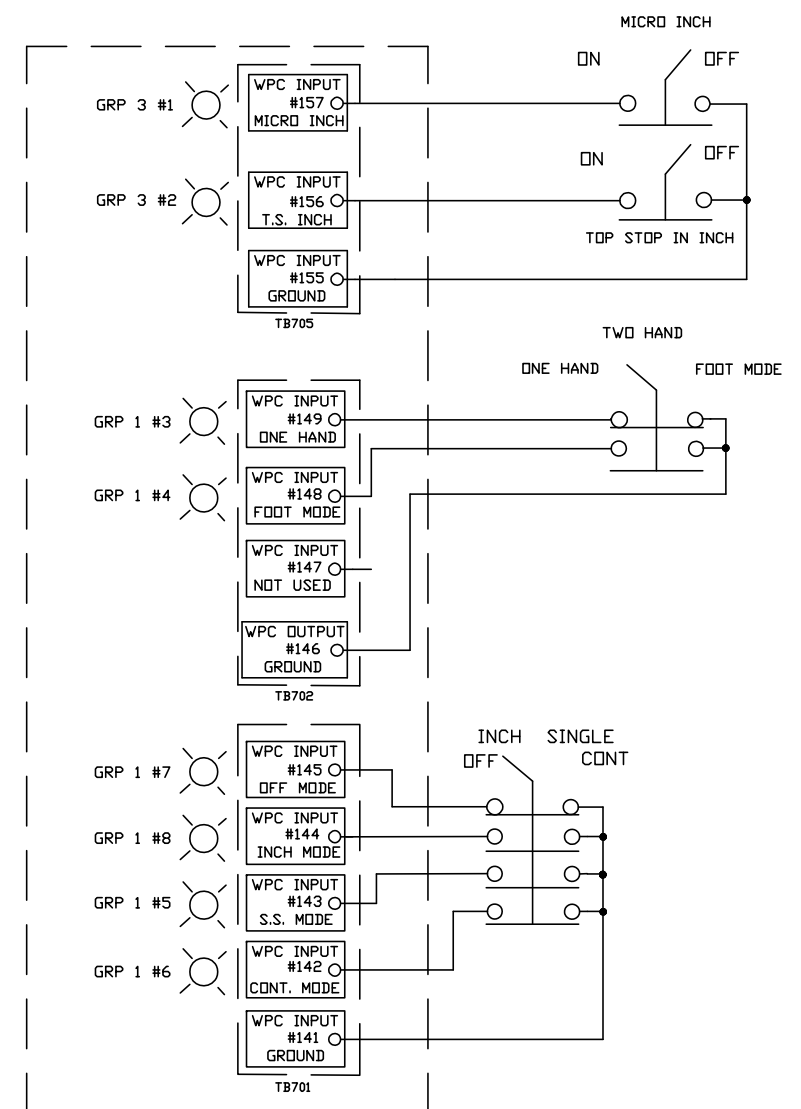 MICRO INCH
ON OFF
GRP 3 #1
WPC INPUT
#157
MICRO INCH
ON OFF
GRP 3 #2
WPC INPUT
#156
T.S. INCH
TOP STOP IN INCH
WPC INPUT
#155
GROUND
TB705
TWO HAND
ONE HAND FOOT MODE
GRP 1 #3
WPC INPUT
#149
ONE HAND
GRP 1 #4
WPC INPUT
#148
FOOT MODE
WPC INPUT
#147
NOT USED
WPC OUTPUT
#146
GROUND
TB702
INCH SINGLE
OFF CONT
GRP 1 #7
WPC INPUT
#145
OFF MODE
GRP 1 #8
WPC INPUT
#144
INCH MODE
GRP 1 #5
WPC INPUT
#143
S.S. MODE
GRP 1 #6
WPC INPUT
#142
CONT. MODE
WPC INPUT
#141
GROUND
TB701